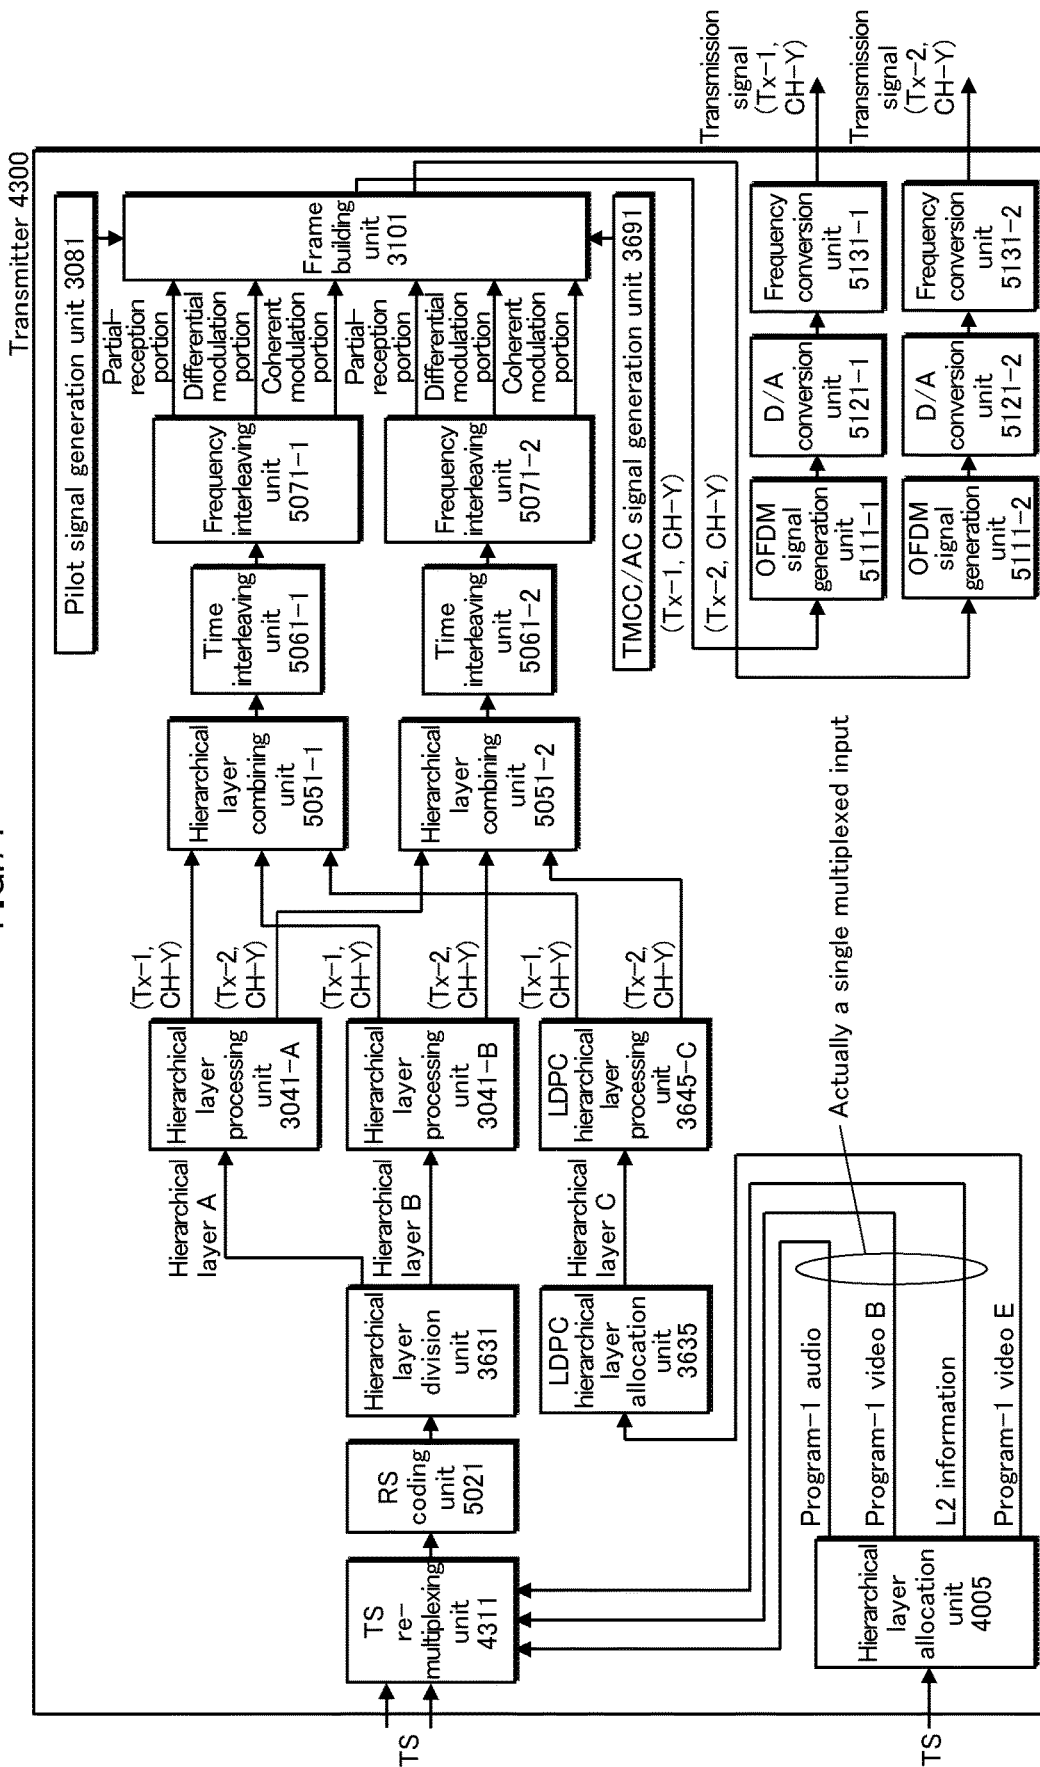 Transmitter 4300
Pilot signal generation unit 3081
TS
TS
re-
multiplexing
unit
4311
RS
coding
unit
5021
Hierarchical
layer
division
unit
3631
Hierarchical
layer A
Hierarchical
layer B
Hierarchical
layer
processing
unit
3041-A
(Tx-1,
CH-Y)
(Tx-2,
CH-Y)
Hierarchical
layer
processing
unit
3041-B
(Tx-1,
CH-Y)
(Tx-2,
CH-Y)
LDPC
hierarchical
layer
allocation
unit
3635
Hierarchical
layer C
LDPC
hierarchical
layer
processing
unit
3645-C
(Tx-1,
CH-Y)
(Tx-2,
CH-Y)
Hierarchical
layer
combining
unit
5051-1
Hierarchical
layer
combining
unit
5051-2
Time
interleaving
unit
5061-1
Time
interleaving
unit
5061-2
Frequency
interleaving
unit
5071-1
Frequency
interleaving
unit
5071-2
Partial-
reception
portion
Differential
modulation
portion
Coherent
modulation
portion
Partial-
reception
portion
Differential
modulation
portion
Coherent
modulation
portion
Frame
building
unit
3101
TMCC/AC signal generation unit 3691
(Tx-1, CH-Y)
(Tx-2, CH-Y)
OFDM
signal
generation
unit
5111-1
D/A
conversion
unit
5121-1
Frequency
conversion
unit
5131-1
Transmission
signal
(Tx-1,
CH-Y)
OFDM
signal
generation
unit
5111-2
D/A
conversion
unit
5121-2
Frequency
conversion
unit
5131-2
Transmission
signal
(Tx-2,
CH-Y)
TS
Hierarchical
layer
allocation
unit
4005
Program-1 audio
Program-1 video B
L2 information
Program-1 video E
Actually a single multiplexed input